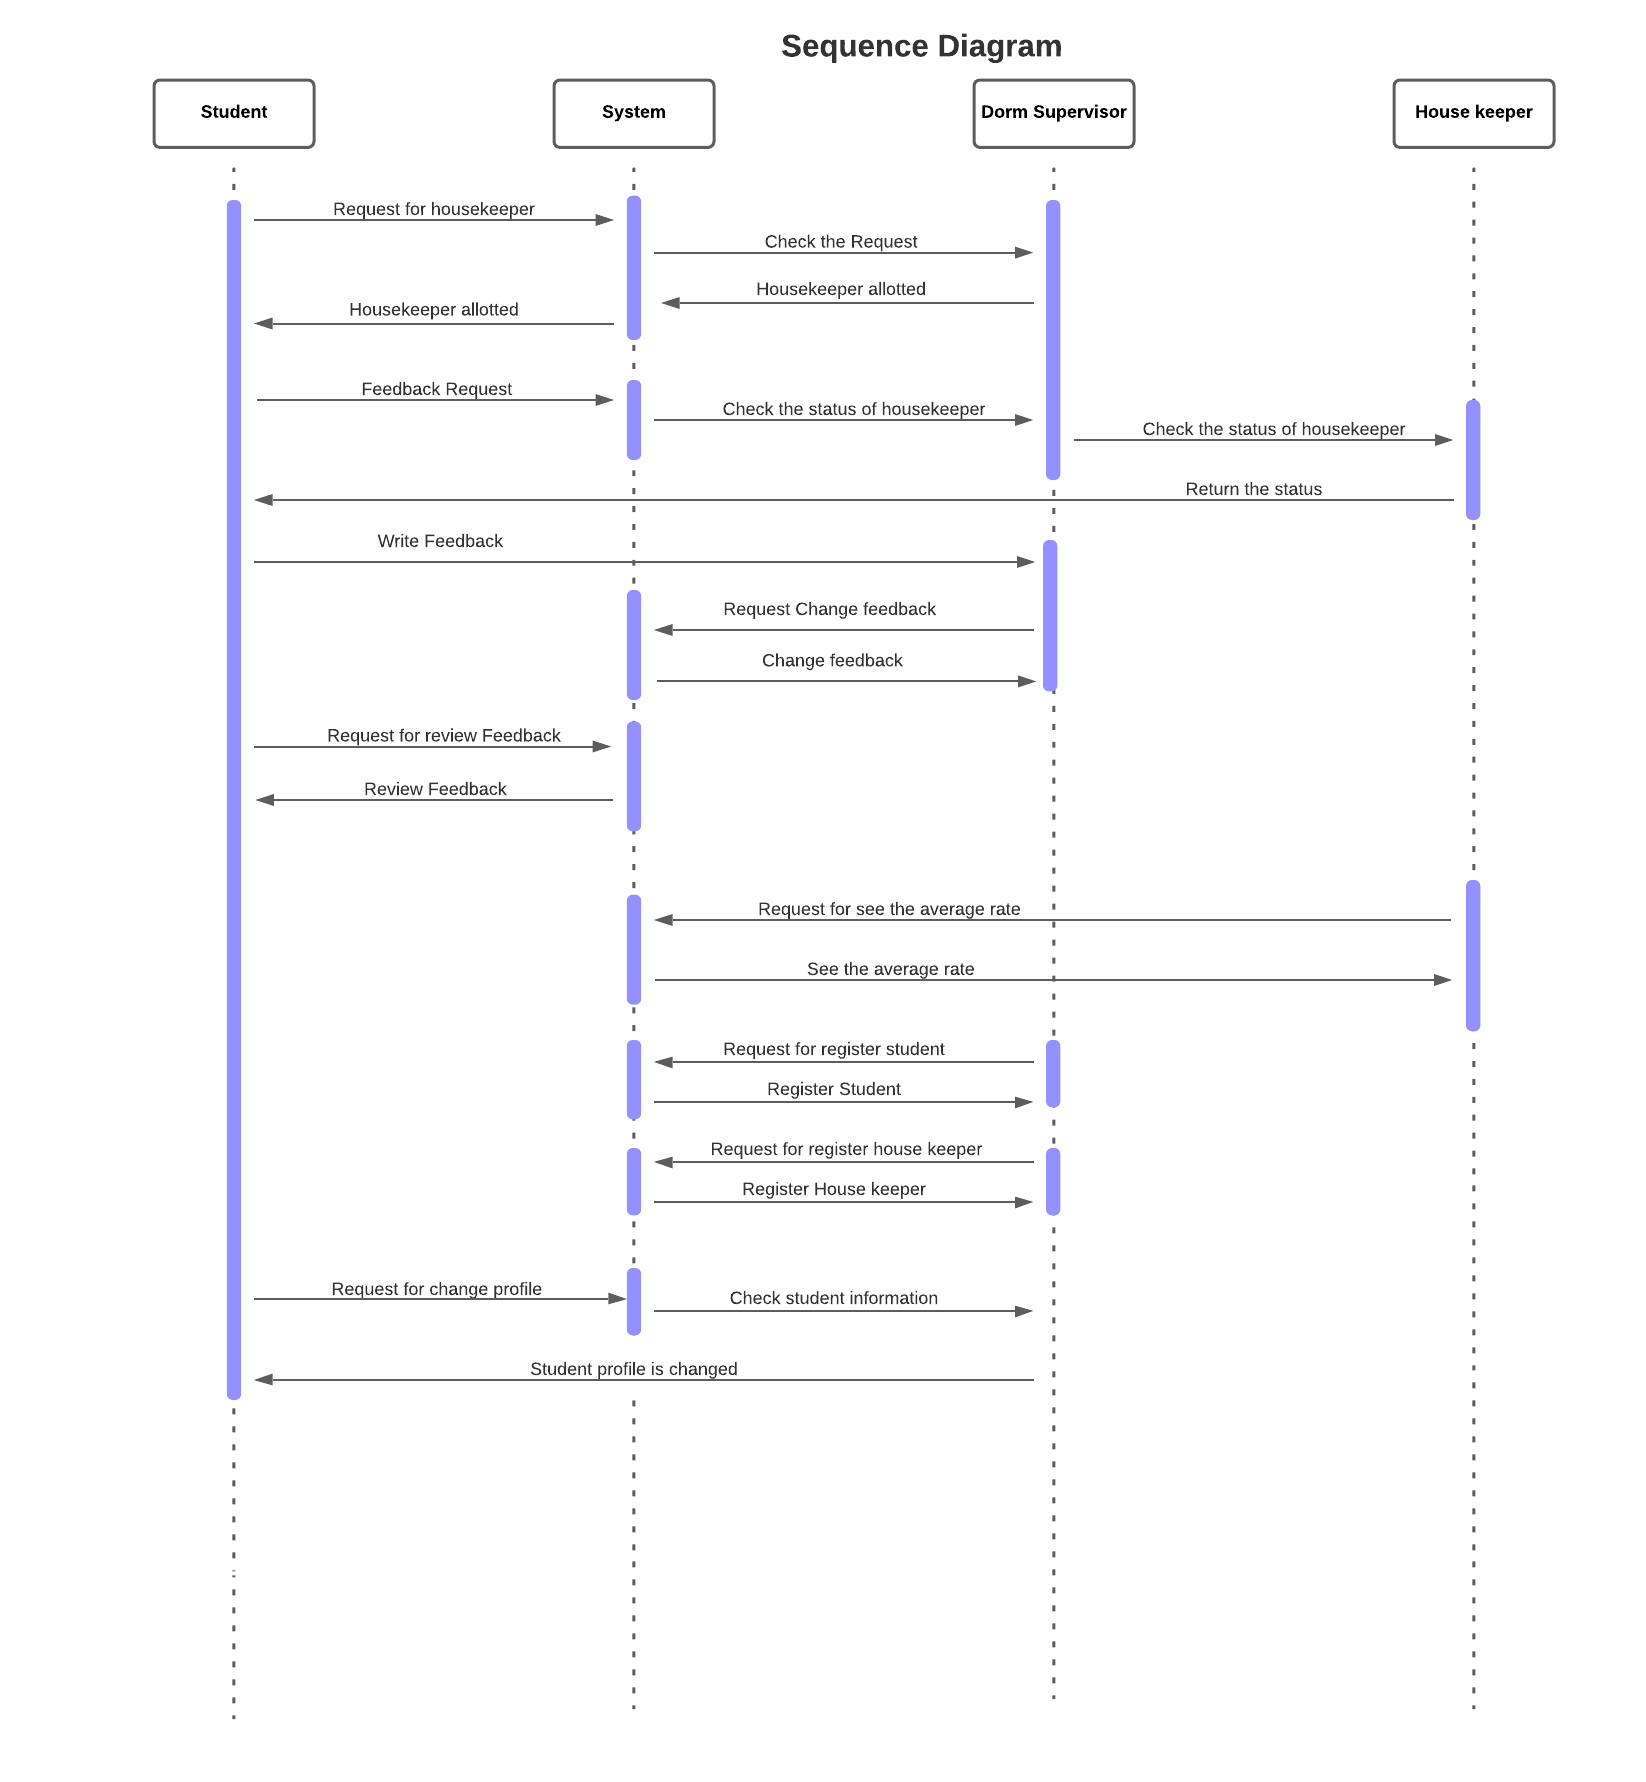 Sequence Diagram
Student
System
Dorm Supervisor
House keeper
Request for housekeeper
Check the Request
Housekeeper allotted
Housekeeper allotted
Feedback Request
Check the status of housekeeper
Check the status of housekeeper
Return the status
Write Feedback
Request Change feedback
Change feedback
Request for review Feedback
Review Feedback
Request for see the average rate
See the average rate
Request for register student
Register Student
Request for register house keeper
Register House keeper
Request for change profile
Check student information
Student profile is changed